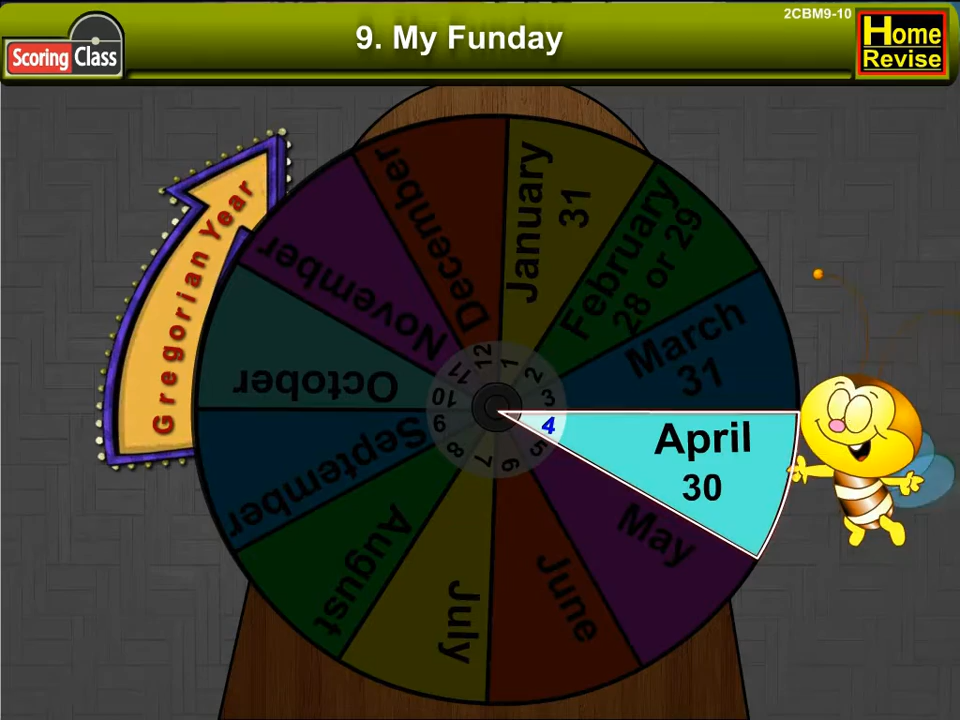 2CBM9-10
Scoring Class
9. My Funday
Home
Revise
Gregorian Year
January
31
February
28 or 29
March
31
April
30
May
June
July
August
September
October
November
December
1
2
3
4
5
6
7
8
9
10
11
12